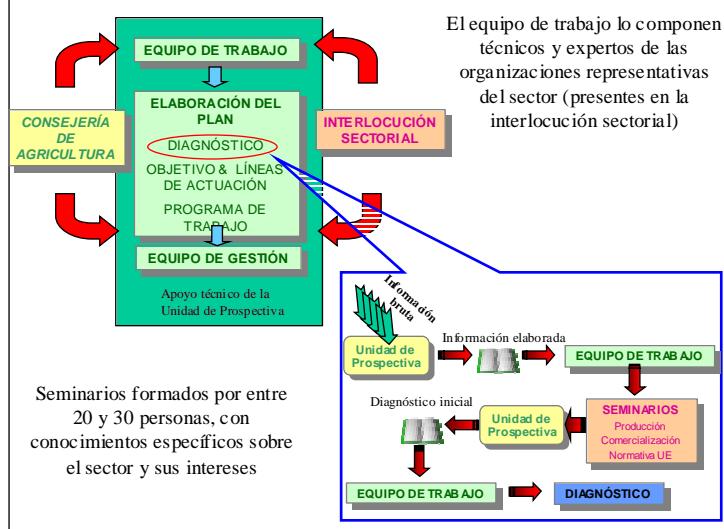 EQUIPO DE TRABAJO
ELABORACIÓN DEL
PLAN
DIAGNÓSTICO
OBJETIVO & LÍNEAS
DE ACTUACIÓN
PROGRAMA DE
TRABAJO
EQUIPO DE GESTIÓN
Apoyo técnico de la
Unidad de Prospectiva
CONSEJERÍA
DE
AGRICULTURA
INTERLOCUCIÓN
SECTORIAL
El equipo de trabajo lo componen
técnicos y expertos de las
organizaciones representativas
del sector (presentes en la
interlocución sectorial)
Seminarios formados por entre
20 y 30 personas, con
conocimientos específicos sobre
el sector y sus intereses
Información
bruta
Unidad de
Prospectiva
Información elaborada
EQUIPO DE TRABAJO
SEMINARIOS
Producción
Comercialización
Normativa UE
Unidad de
Prospectiva
Diagnóstico inicial
EQUIPO DE TRABAJO
DIAGNÓSTICO